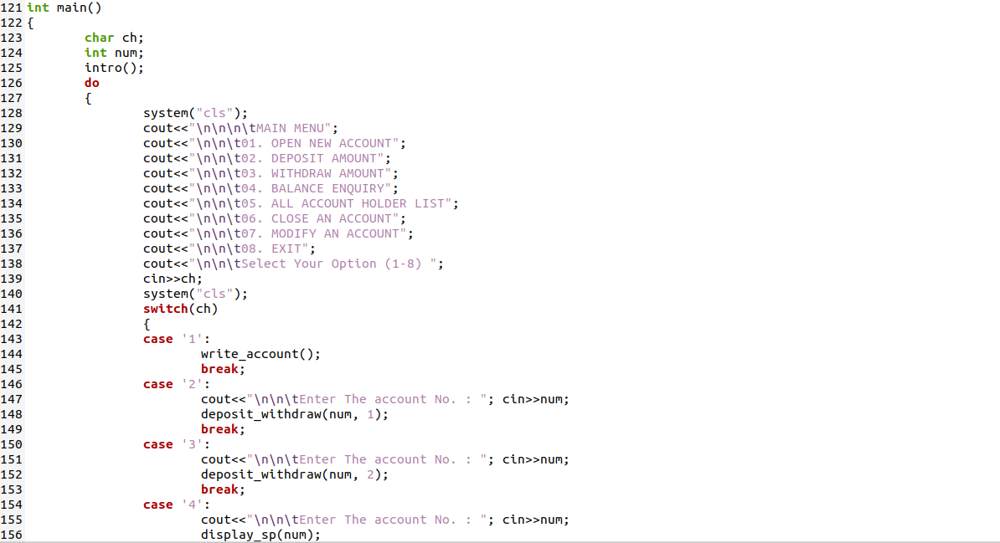 121 int main()
122 {
123 char ch;
124 int num;
125 intro();
126 do
127 {
128 system("cls");
129 cout<<"\n\n\n\tMAIN MENU";
130 cout<<"\n\n\t01. OPEN NEW ACCOUNT";
131 cout<<"\n\n\t02. DEPOSIT AMOUNT";
132 cout<<"\n\n\t03. WITHDRAW AMOUNT";
133 cout<<"\n\n\t04. BALANCE ENQUIRY";
134 cout<<"\n\n\t05. ALL ACCOUNT HOLDER LIST";
135 cout<<"\n\n\t06. CLOSE AN ACCOUNT";
136 cout<<"\n\n\t07. MODIFY AN ACCOUNT";
137 cout<<"\n\n\t08. EXIT";
138 cout<<"\n\n\tSelect Your Option (1-8) ";
139 cin>>ch;
140 system("cls");
141 switch(ch)
142 {
143 case '1':
144 write_account();
145 break;
146 case '2':
147 cout<<"\n\n\tEnter The account No. : "; cin>>num;
148 deposit_withdraw(num, 1);
149 break;
150 case '3':
151 cout<<"\n\n\tEnter The account No. : "; cin>>num;
152 deposit_withdraw(num, 2);
153 break;
154 case '4':
155 cout<<"\n\n\tEnter The account No. : "; cin>>num;
156 display_sp(num);